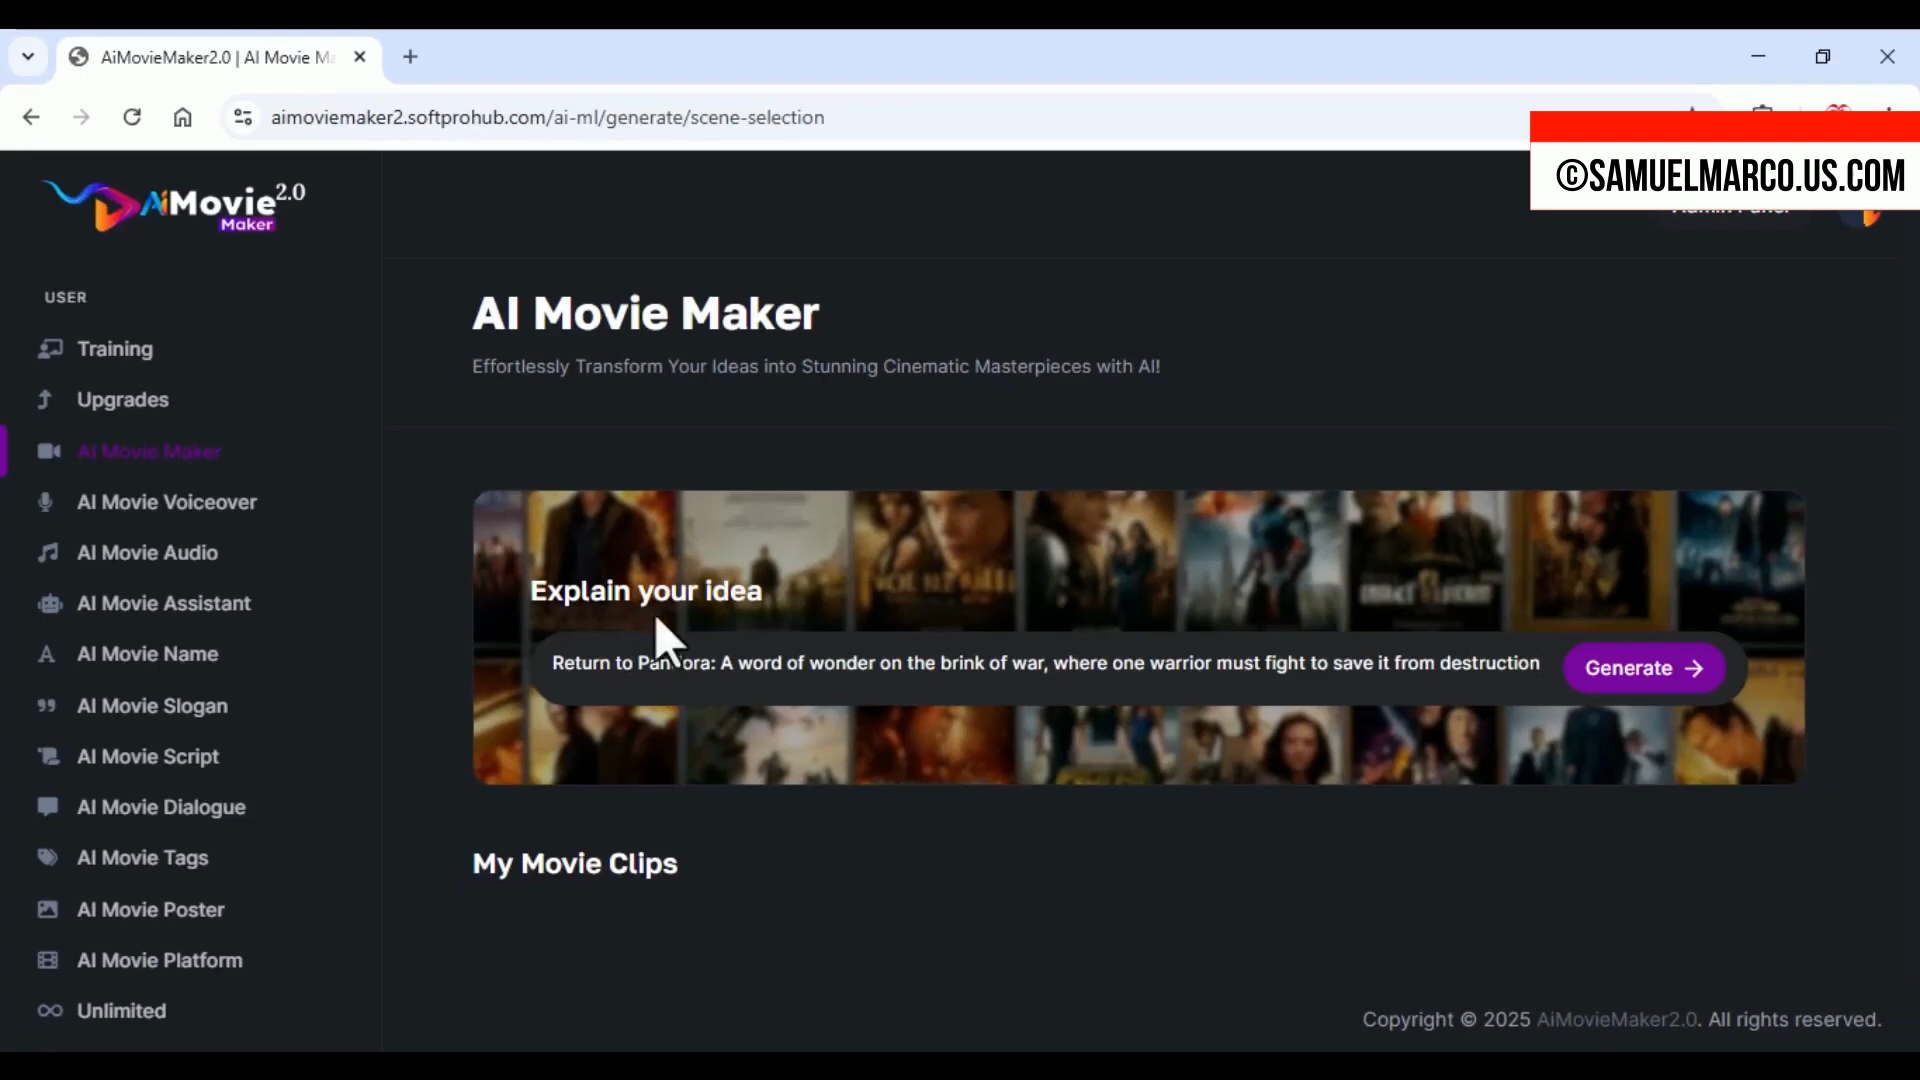 AiMovieMaker2.0 | AI Movie Ma
aimoviemaker2.softprohub.com/ai-ml/generate/scene-selection
©SAMUELMARCO.US.COM
AiMovie 2.0
Maker
USER
Training
Upgrades
AI Movie Maker
AI Movie Voiceover
AI Movie Audio
AI Movie Assistant
AI Movie Name
AI Movie Slogan
AI Movie Script
AI Movie Dialogue
AI Movie Tags
AI Movie Poster
AI Movie Platform
Unlimited
AI Movie Maker
Effortlessly Transform Your Ideas into Stunning Cinematic Masterpieces with AI!
Explain your idea
Return to Pandora: A word of wonder on the brink of war, where one warrior must fight to save it from destruction
Generate
My Movie Clips
Copyright © 2025 AiMovieMaker2.0. All rights reserved.